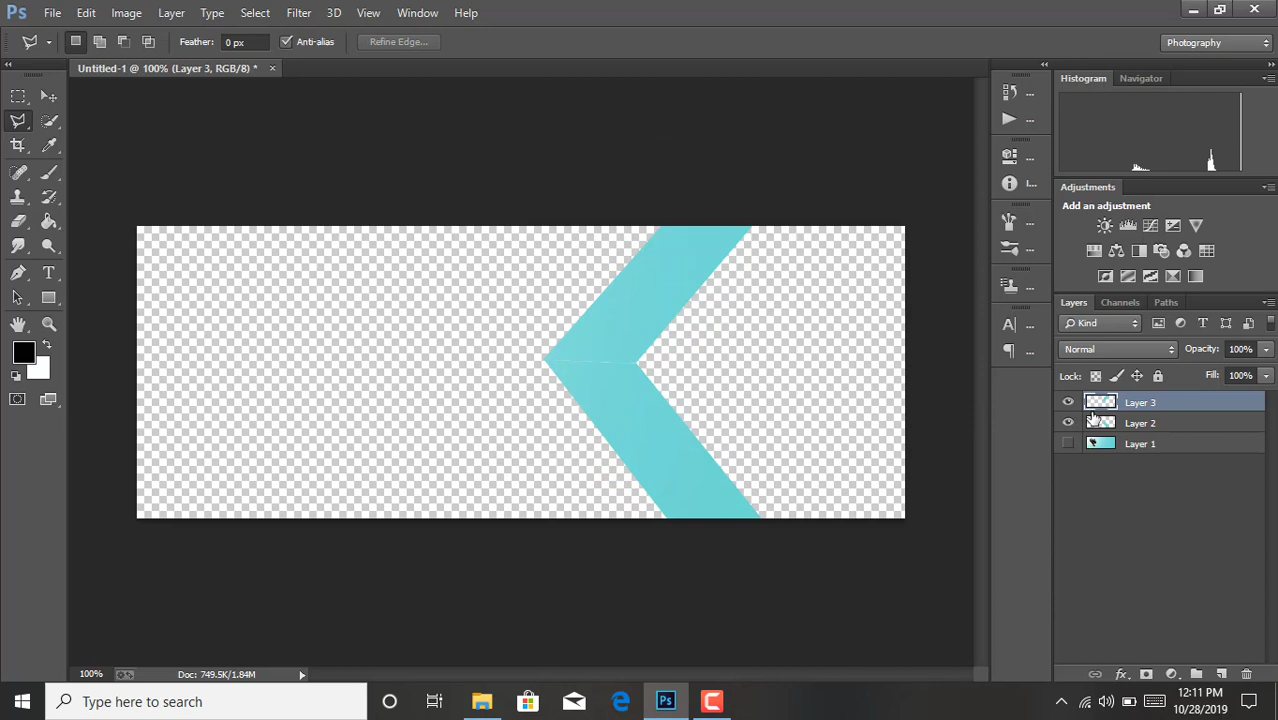 Ps File Edit Image Layer Type Select Filter 3D View Window Help
Feather: 0 px Anti-alias Refine Edge... Photography
Untitled-1 @ 100% (Layer 3, RGB/8) * ×
Histogram Navigator
Adjustments
Add an adjustment
Layers Channels Paths
Kind
Normal Opacity: 100%
Lock: Fill: 100%
Layer 3
Layer 2
Layer 1
100% Doc: 749.5K/1.84M
Type here to search
12:11 PM
10/28/2019